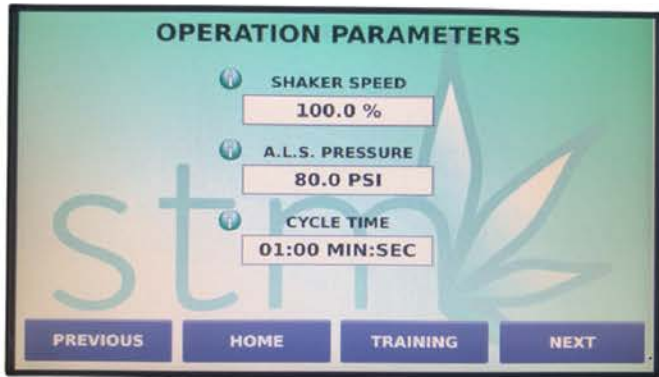 OPERATION PARAMETERS
SHAKER SPEED
100.0 %
A.L.S. PRESSURE
80.0 PSI
CYCLE TIME
01:00 MIN:SEC
stm
PREVIOUS
HOME
TRAINING
NEXT